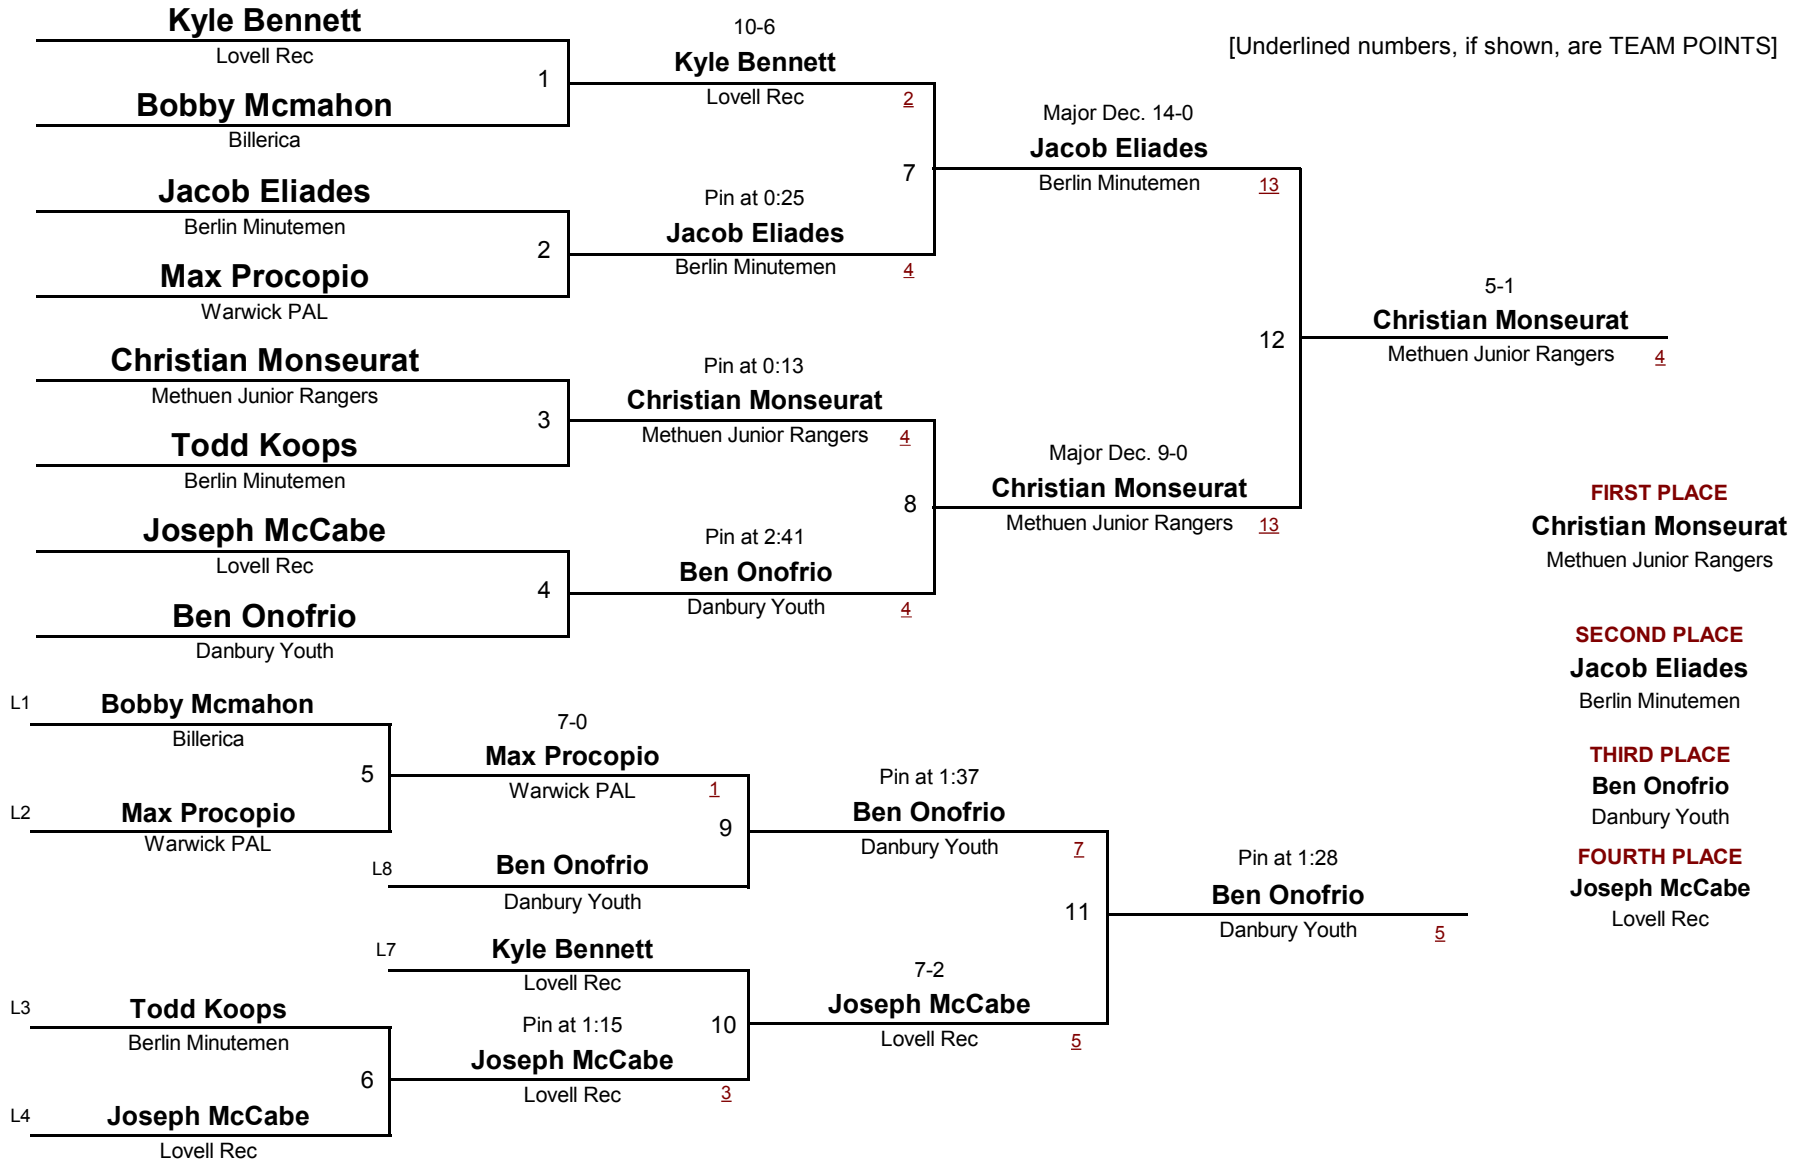 Kyle Bennett
Lovell Rec
1
Bobby Mcmahon
Billerica
Jacob Eliades
Berlin Minutemen
2
Max Procopio
Warwick PAL
Christian Monseurat
Methuen Junior Rangers
3
Todd Koops
Berlin Minutemen
Joseph McCabe
Lovell Rec
4
Ben Onofrio
Danbury Youth
10-6
Kyle Bennett
Lovell Rec 2
7
Pin at 0:25
Jacob Eliades
Berlin Minutemen 4
Pin at 0:13
Christian Monseurat
Methuen Junior Rangers 4
8
Pin at 2:41
Ben Onofrio
Danbury Youth 4
[Underlined numbers, if shown, are TEAM POINTS]
Major Dec. 14-0
Jacob Eliades
Berlin Minutemen 13
12
Major Dec. 9-0
Christian Monseurat
Methuen Junior Rangers 13
5-1
Christian Monseurat
Methuen Junior Rangers 4
FIRST PLACE
Christian Monseurat
Methuen Junior Rangers
SECOND PLACE
Jacob Eliades
Berlin Minutemen
THIRD PLACE
Ben Onofrio
Danbury Youth
FOURTH PLACE
Joseph McCabe
Lovell Rec
L1 Bobby Mcmahon
Billerica
5
L2 Max Procopio
Warwick PAL
7-0
Max Procopio
Warwick PAL 1
9
L8 Ben Onofrio
Danbury Youth
L7 Kyle Bennett
Lovell Rec
L3 Todd Koops
Berlin Minutemen
6
L4 Joseph McCabe
Lovell Rec
Pin at 1:15 10
Joseph McCabe
Lovell Rec 3
Pin at 1:37
Ben Onofrio
Danbury Youth 7
11
7-2
Joseph McCabe
Lovell Rec 5
Pin at 1:28
Ben Onofrio
Danbury Youth 5